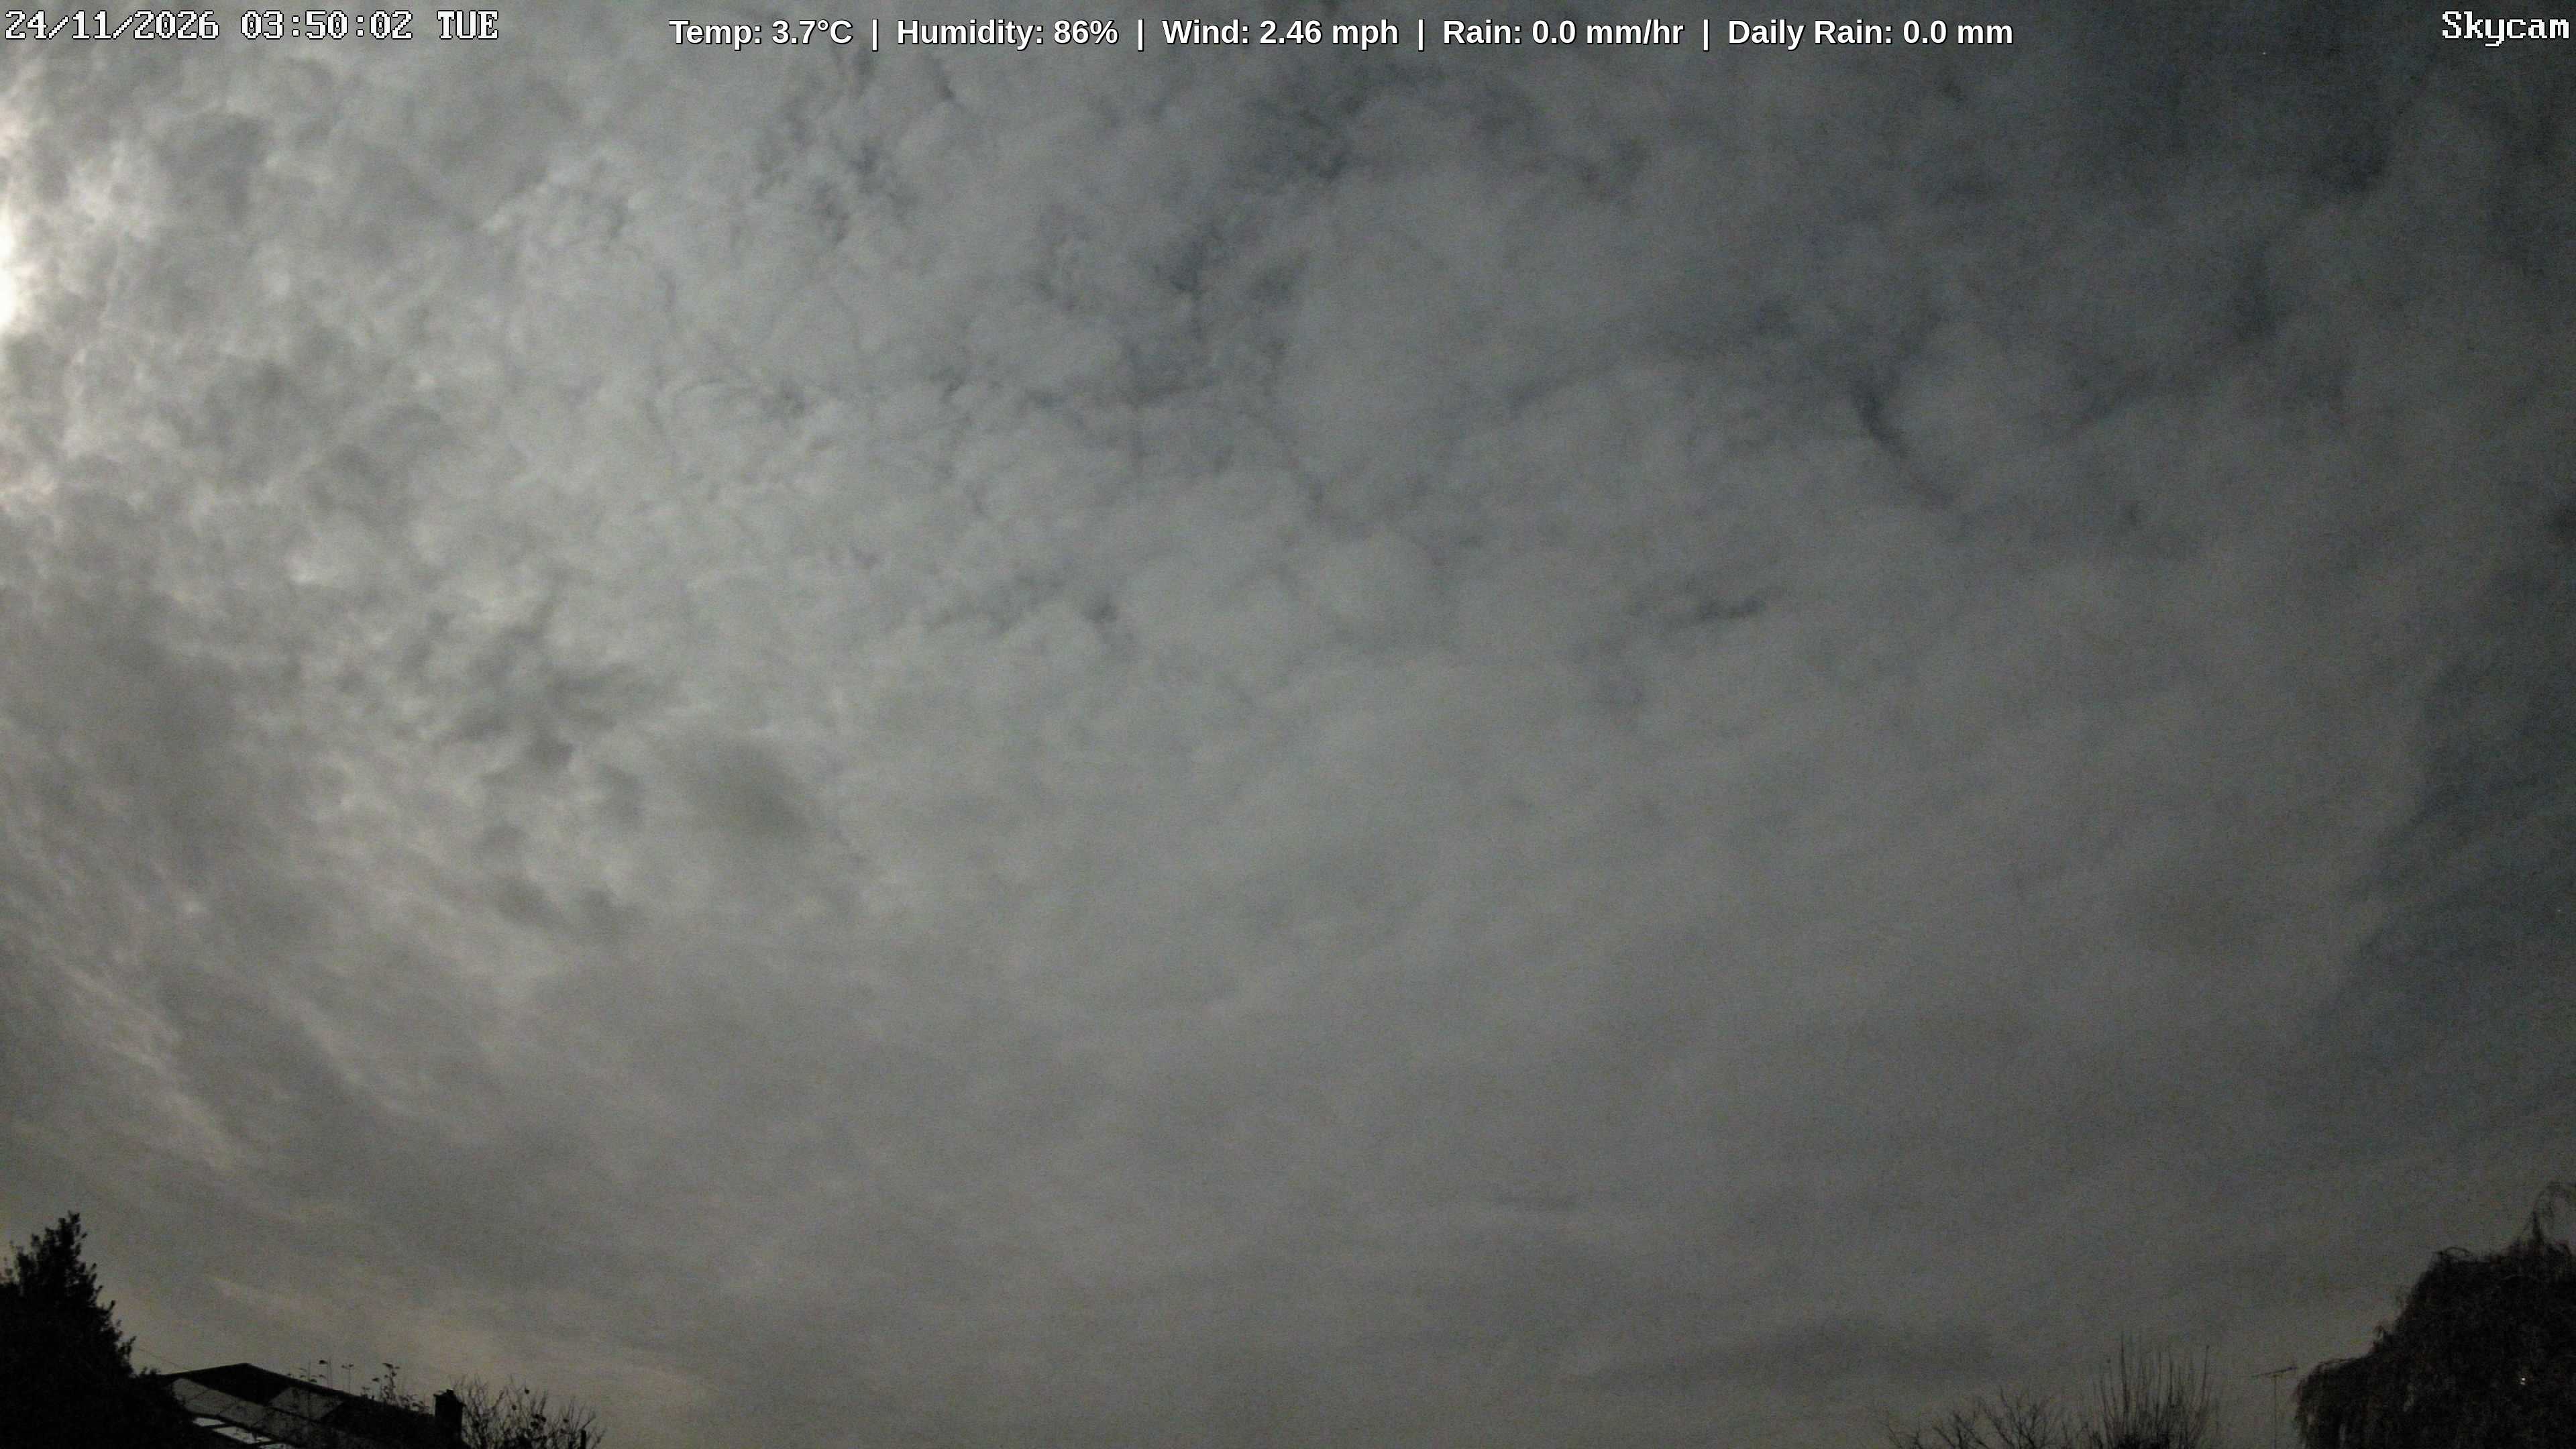 24/11/2026 03:50:02 TUE
Temp: 3.7°C | Humidity: 86% | Wind: 2.46 mph | Rain: 0.0 mm/hr | Daily Rain: 0.0 mm
Skycam